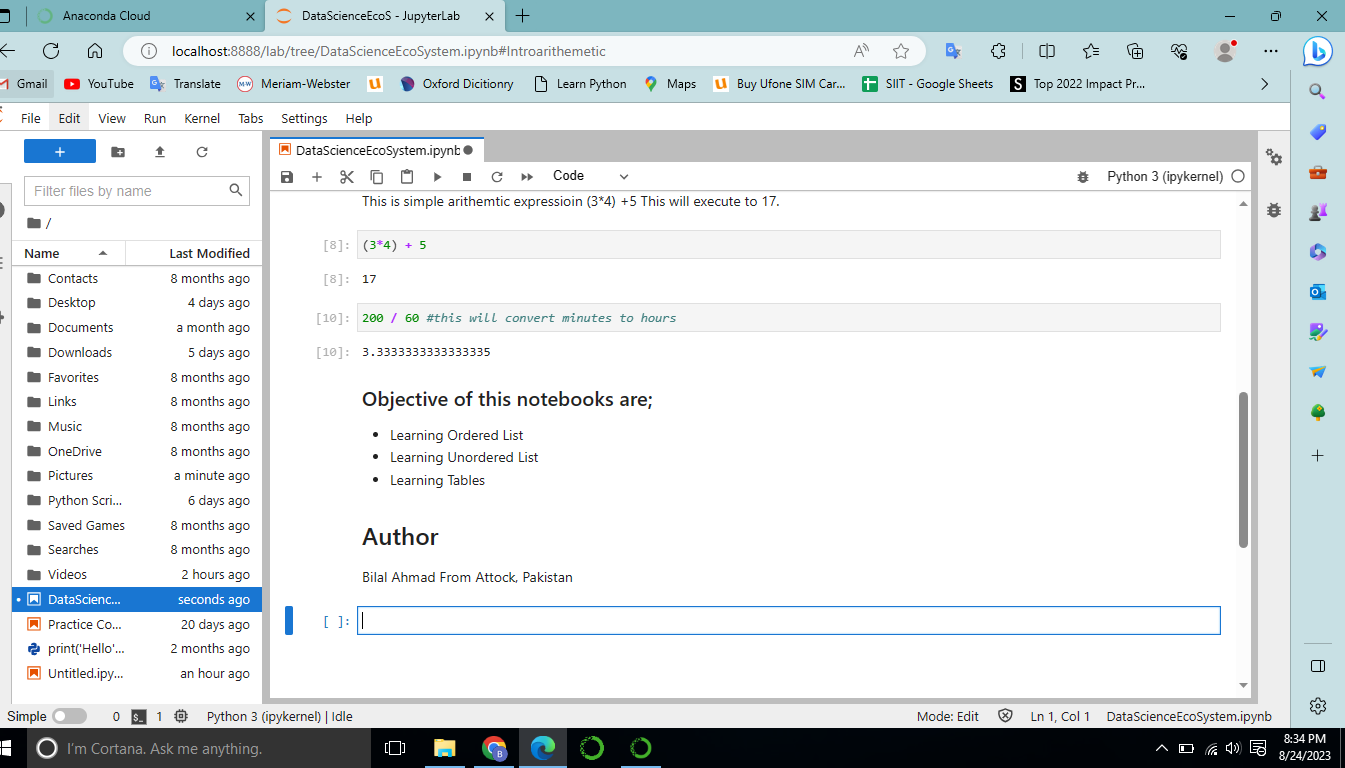 Anaconda Cloud
DataScienceEcoS - JupyterLab
localhost:8888/lab/tree/DataScienceEcoSystem.ipynb#Introarithemetic
Gmail YouTube Translate Meriam-Webster Oxford Dicitionry Learn Python Maps Buy Ufone SIM Car... SIIT - Google Sheets Top 2022 Impact Pr...
File Edit View Run Kernel Tabs Settings Help
Filter files by name
/
Name Last Modified
Contacts 8 months ago
Desktop 4 days ago
Documents a month ago
Downloads 5 days ago
Favorites 8 months ago
Links 8 months ago
Music 8 months ago
OneDrive 8 months ago
Pictures a minute ago
Python Scri... 6 days ago
Saved Games 8 months ago
Searches 8 months ago
Videos 2 hours ago
DataScienc... seconds ago
Practice Co... 20 days ago
print('Hello'... 2 months ago
Untitled.ipy... an hour ago
DataScienceEcoSystem.ipynb
Code
Python 3 (ipykernel)
This is simple arithemtic expressioin (3*4) +5 This will execute to 17.
[8]: (3*4) + 5
[8]: 17
[10]: 200 / 60 #this will convert minutes to hours
[10]: 3.3333333333333335
Objective of this notebooks are;
• Learning Ordered List
• Learning Unordered List
• Learning Tables
Author
Bilal Ahmad From Attock, Pakistan
[ ]:
Simple 0 $_ 1 Python 3 (ipykernel) | Idle Mode: Edit Ln 1, Col 1 DataScienceEcoSystem.ipynb
I'm Cortana. Ask me anything.
8:34 PM
8/24/2023